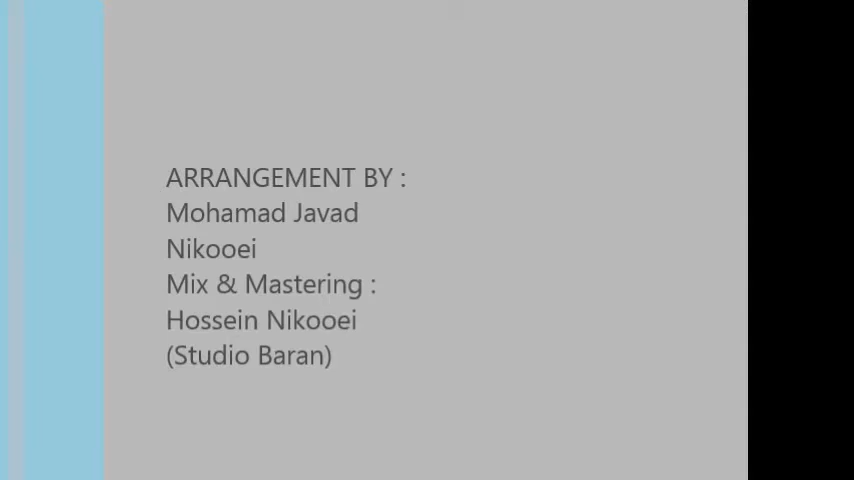 ARRANGEMENT BY :
Mohamad Javad
Nikooei
Mix & Mastering :
Hossein Nikooei
(Studio Baran)